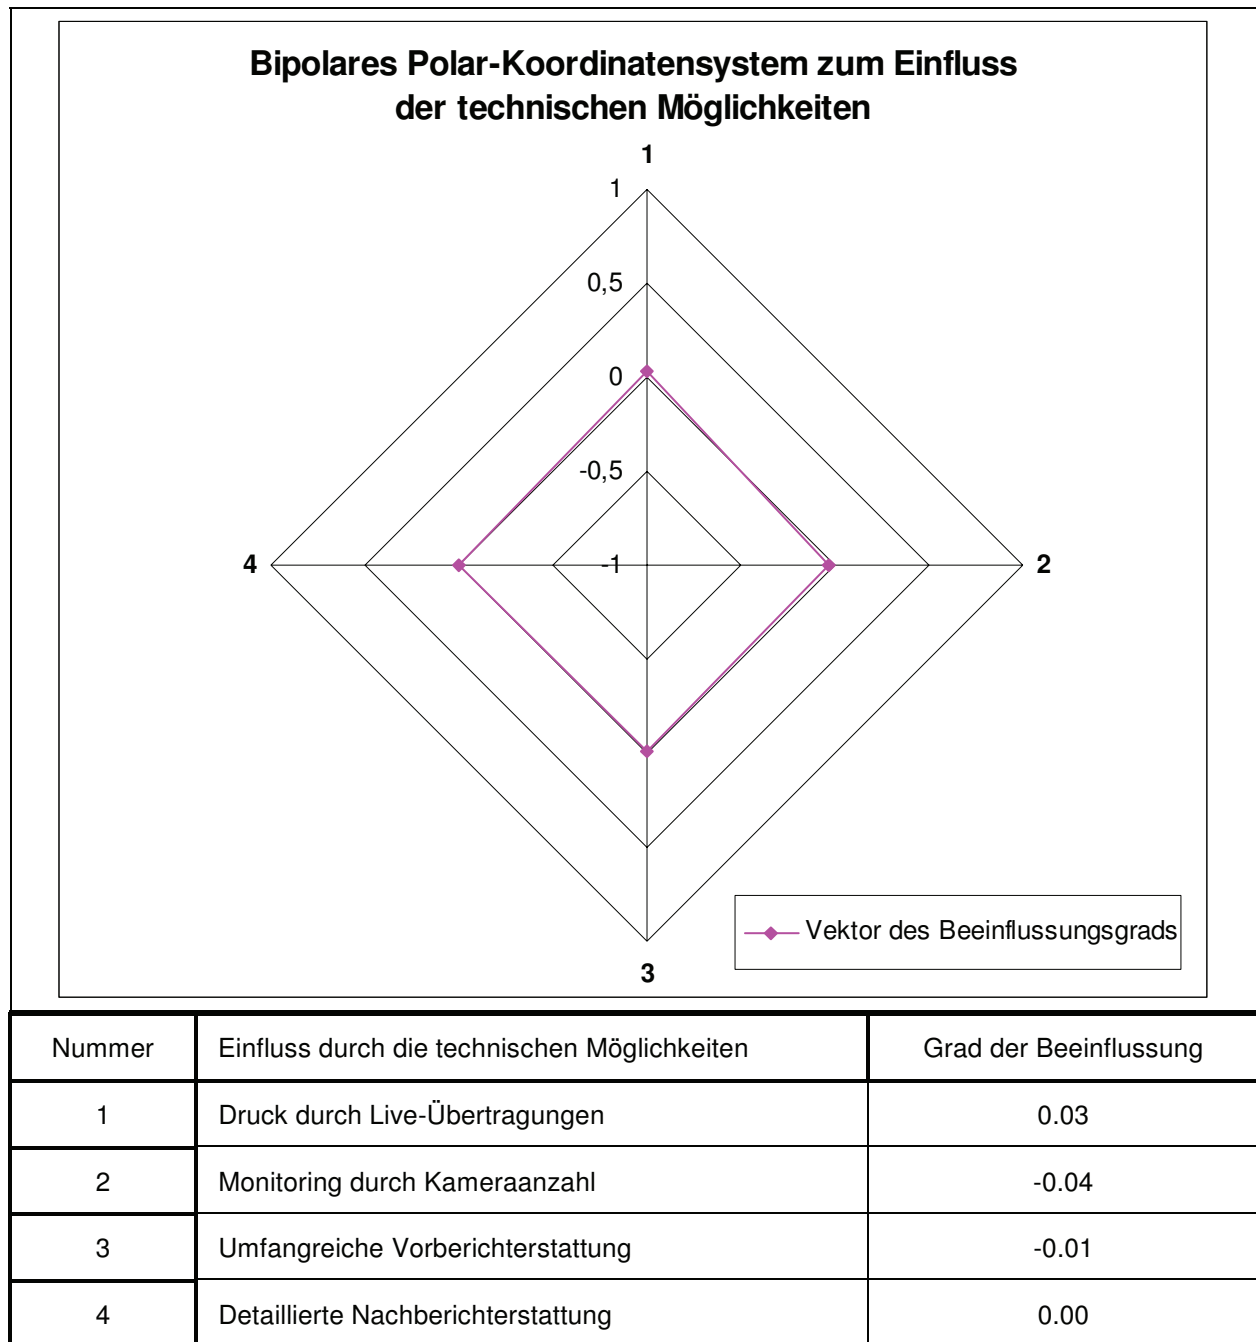 Bipolares Polar-Koordinatensystem zum Einfluss
der technischen Möglichkeiten
1
1
0,5
0
-0,5
4
-1
2
3
Vektor des Beeinflussungsgrads
Nummer Einfluss durch die technischen Möglichkeiten Grad der Beeinflussung
1 Druck durch Live-Übertragungen 0.03
2 Monitoring durch Kameraanzahl -0.04
3 Umfangreiche Vorberichterstattung -0.01
4 Detaillierte Nachberichterstattung 0.00